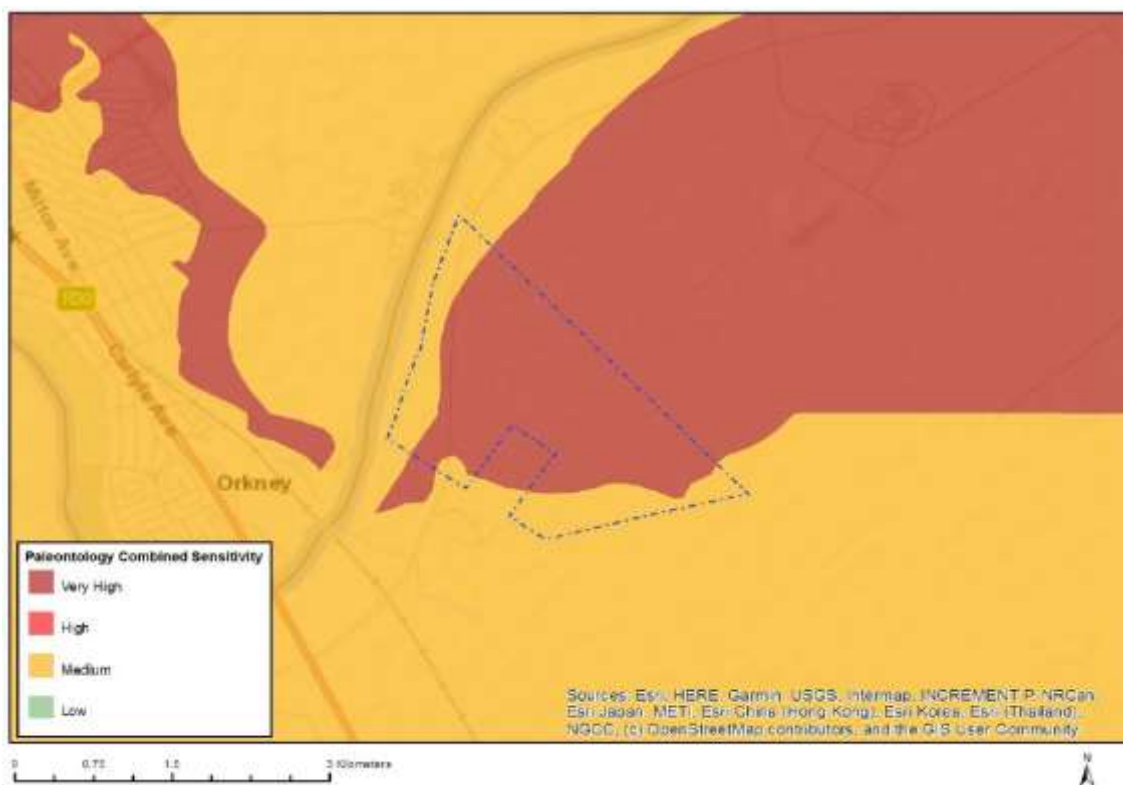 Milton Ave
R30
Carlyle Ave
Orkney
Paleontology Combined Sensitivity
Very High
High
Medium
Low
Sources: Esri, HERE, Garmin, USGS, Intermap, INCREMENT P, NRCan,
Esri Japan, METI, Esri China (Hong Kong), Esri Korea, Esri (Thailand),
NGCC, (c) OpenStreetMap contributors, and the GIS User Community
0 0.75 1.5 3 Kilometers
N